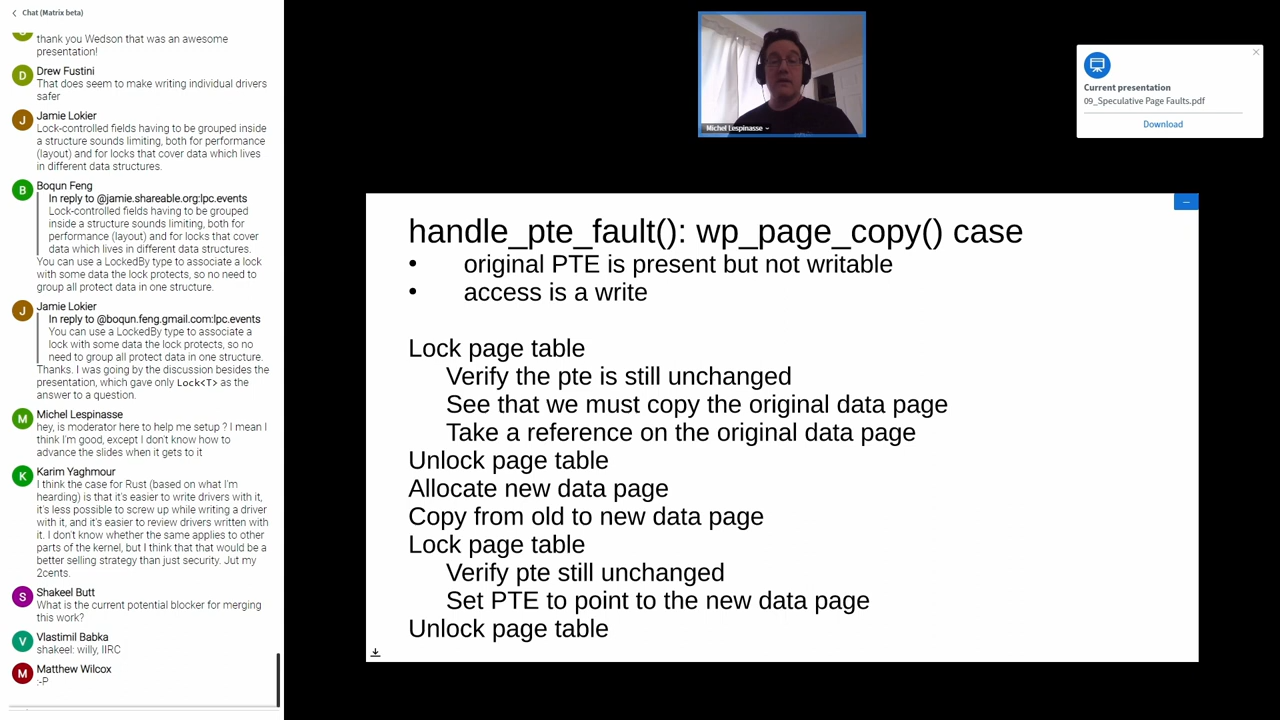 Chat (Matrix beta)
thank you Wedson that was an awesome
presentation!
D
Drew Fustini
That does seem to make writing individual drivers
safer
J
Jamie Lokier
Lock-controlled fields having to be grouped inside
a structure sounds limiting, both for performance
(layout) and for locks that cover data which lives
in different data structures.
B
Boqun Feng
In reply to @jamie.shareable.org:lpc.events
Lock-controlled fields having to be grouped
inside a structure sounds limiting, both for
performance (layout) and for locks that cover
data which lives in different data structures.
You can use a LockedBy type to associate a lock
with some data the lock protects, so no need to
group all protect data in one structure.
J
Jamie Lokier
In reply to @boqun.feng.gmail.com:lpc.events
You can use a LockedBy type to associate a
lock with some data the lock protects, so no
need to group all protect data in one structure.
Thanks. I was going by the discussion besides the
presentation, which gave only Lock<T> as the
answer to a question.
M
Michel Lespinasse
hey, is moderator here to help me setup ? I mean I
think I'm good, except I don't know how to
advance the slides when it gets to it
K
Karim Yaghmour
I think the case for Rust (based on what I'm
hearding) is that it's easier to write drivers with it,
it's less possible to screw up while writing a driver
with it, and it's easier to review drivers written with
it. I don't know whether the same applies to other
parts of the kernel, but I think that that would be a
better selling strategy than just security. Jut my
2cents.
S
Shakeel Butt
What is the current potential blocker for merging
this work?
V
Vlastimil Babka
shakeel: willy, IIRC
M
Matthew Wilcox
:-P
Michel Lespinasse
Current presentation
09_Speculative Page Faults.pdf
Download
handle_pte_fault(): wp_page_copy() case
• original PTE is present but not writable
• access is a write
Lock page table
Verify the pte is still unchanged
See that we must copy the original data page
Take a reference on the original data page
Unlock page table
Allocate new data page
Copy from old to new data page
Lock page table
Verify pte still unchanged
Set PTE to point to the new data page
Unlock page table